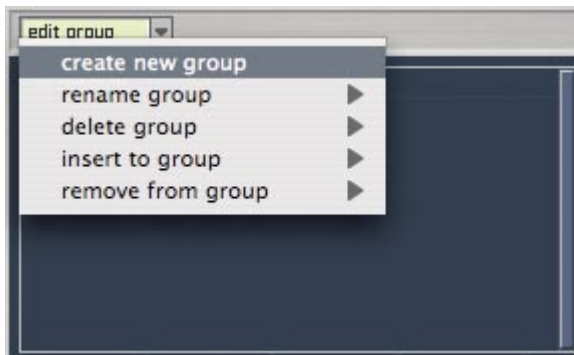 edit group
create new group
rename group
delete group
insert to group
remove from group